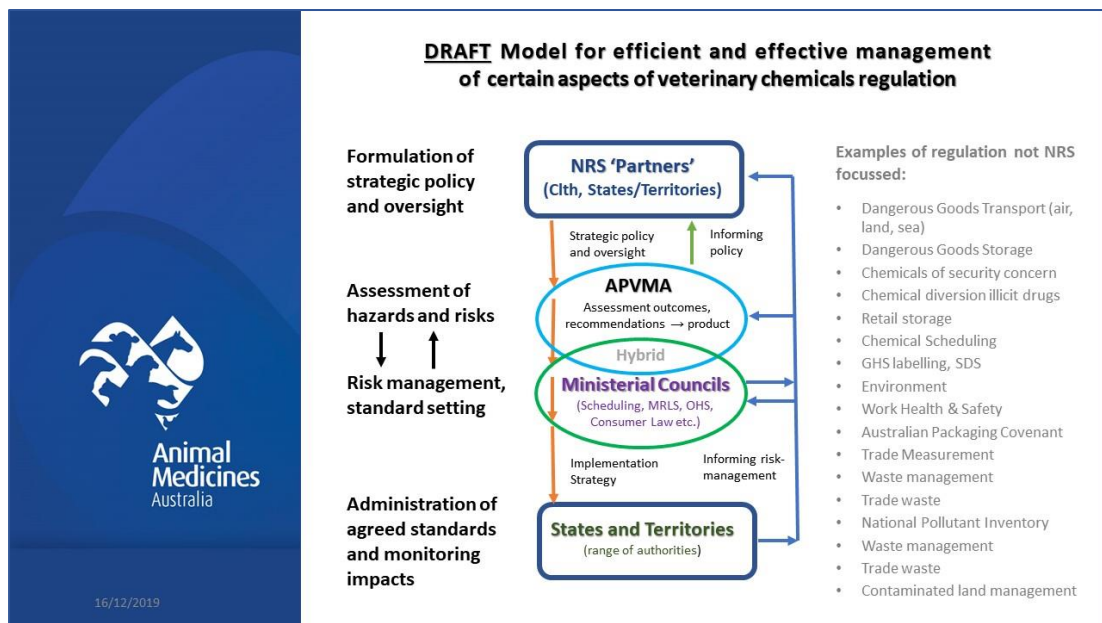 DRAFT Model for efficient and effective management
of certain aspects of veterinary chemicals regulation
Formulation of
strategic policy
and oversight
NRS ‘Partners’
(Clth, States/Territories)
Strategic policy
and oversight
Informing
policy
Assessment of
hazards and risks
APVMA
Assessment outcomes,
recommendations → product
Hybrid
Risk management,
standard setting
Ministerial Councils
(Scheduling, MRLS, OHS,
Consumer Law etc.)
Implementation
Strategy
Informing risk-
management
Administration of
agreed standards
and monitoring
impacts
States and Territories
(range of authorities)
Examples of regulation not NRS
focussed:
• Dangerous Goods Transport (air,
land, sea)
• Dangerous Goods Storage
• Chemicals of security concern
• Chemical diversion illicit drugs
• Retail storage
• Chemical Scheduling
• GHS labelling, SDS
• Environment
• Work Health & Safety
• Australian Packaging Covenant
• Trade Measurement
• Waste management
• Trade waste
• National Pollutant Inventory
• Waste management
• Trade waste
• Contaminated land management
Animal
Medicines
Australia
16/12/2019